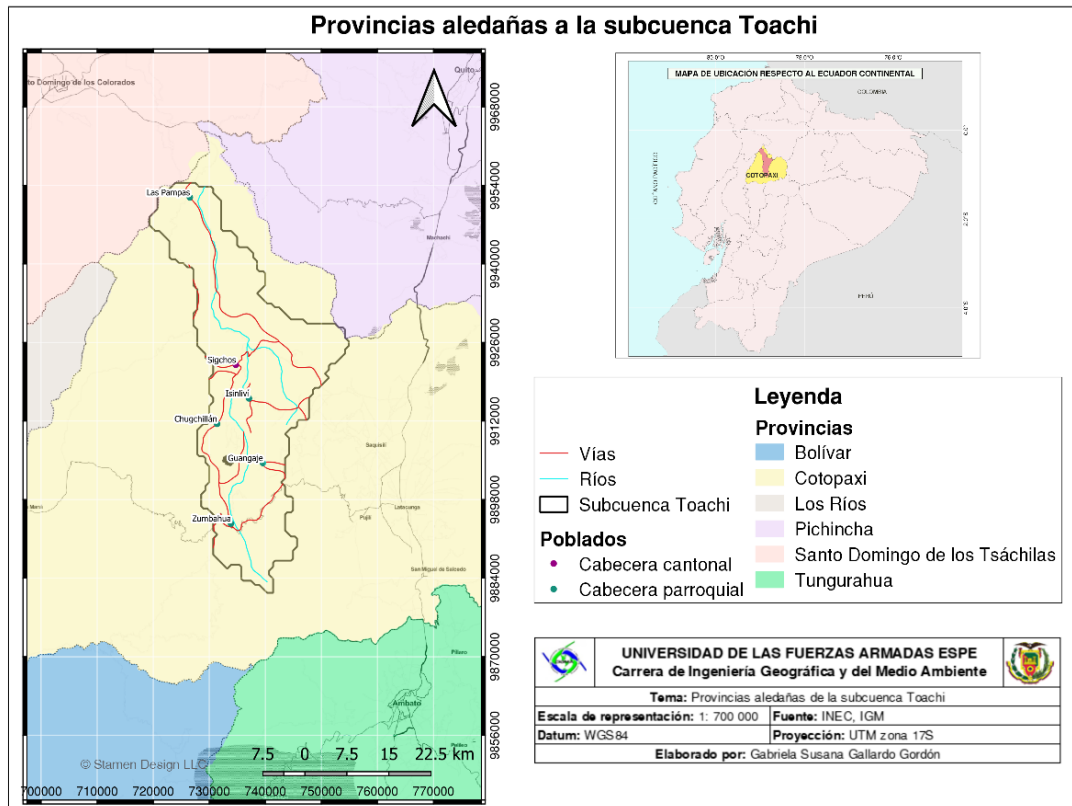 Provincias aledañas a la subcuenca Toachi
Quito
9968000
9954000
Las Pampas
Machachi
9940000
9926000
Sigchos
Isinliví
Chugchillán
9912000
Saquisilí
Guangaje
9898000
Pujilí
Latacunga
Zumbahua
San Miguel de Salcedo
9884000
9870000
Píllaro
Ambato
9856000
Pelileo
7.5 0 7.5 15 22.5 km
© Stamen Design LLC
700000 710000 720000 730000 740000 750000 760000 770000
MAPA DE UBICACIÓN RESPECTO AL ECUADOR CONTINENTAL
COLOMBIA
OCÉANO PACÍFICO
COTOPAXI
PERÚ
Leyenda
Vías
Ríos
Subcuenca Toachi
Poblados
Cabecera cantonal
Cabecera parroquial
Provincias
Bolívar
Cotopaxi
Los Ríos
Pichincha
Santo Domingo de los Tsáchilas
Tungurahua
UNIVERSIDAD DE LAS FUERZAS ARMADAS ESPE
Carrera de Ingeniería Geográfica y del Medio Ambiente
Tema: Provincias aledañas de la subcuenca Toachi
Escala de representación: 1: 700 000 Fuente: INEC, IGM
Datum: WGS84 Proyección: UTM zona 17S
Elaborado por: Gabriela Susana Gallardo Gordón